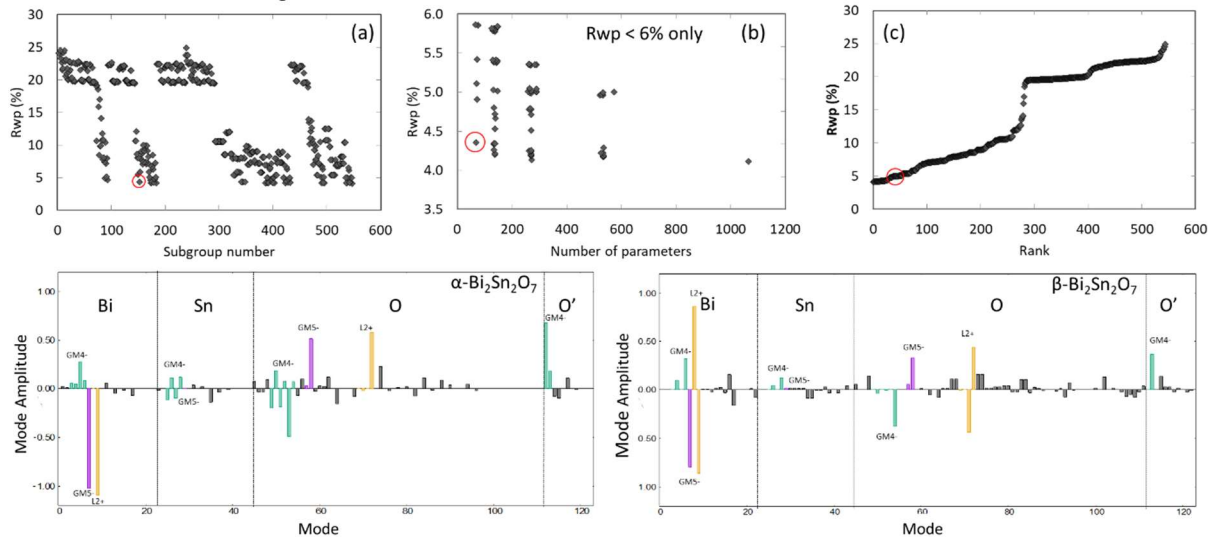 (a)
Rwp (%)
30
25
20
15
10
5
0
0 100 200 300 400 500 600
Subgroup number
(b)
Rwp < 6% only
Rwp (%)
6.0
5.5
5.0
4.5
4.0
3.5
0 200 400 600 800 1000 1200
Number of parameters
(c)
Rwp (%)
30
25
20
15
10
5
0
0 100 200 300 400 500 600
Rank
α-Bi₂Sn₂O₇
Bi Sn O O'
Mode Amplitude
1.00
0.50
0.00
0.50
-1.00
GM4-
GM5-
L2+
GM4-
GM5-
GM5-
L2+
GM4-
GM4-
0 20 40 60 80 100 120
Mode
β-Bi₂Sn₂O₇
Bi Sn O O'
Mode Amplitude
1.00
0.50
0.00
0.50
-1.00
L2+
GM4-
GM5-
GM4-
GM5-
GM5-
GM4-
L2+
GM4-
0 20 40 60 80 100 120
Mode